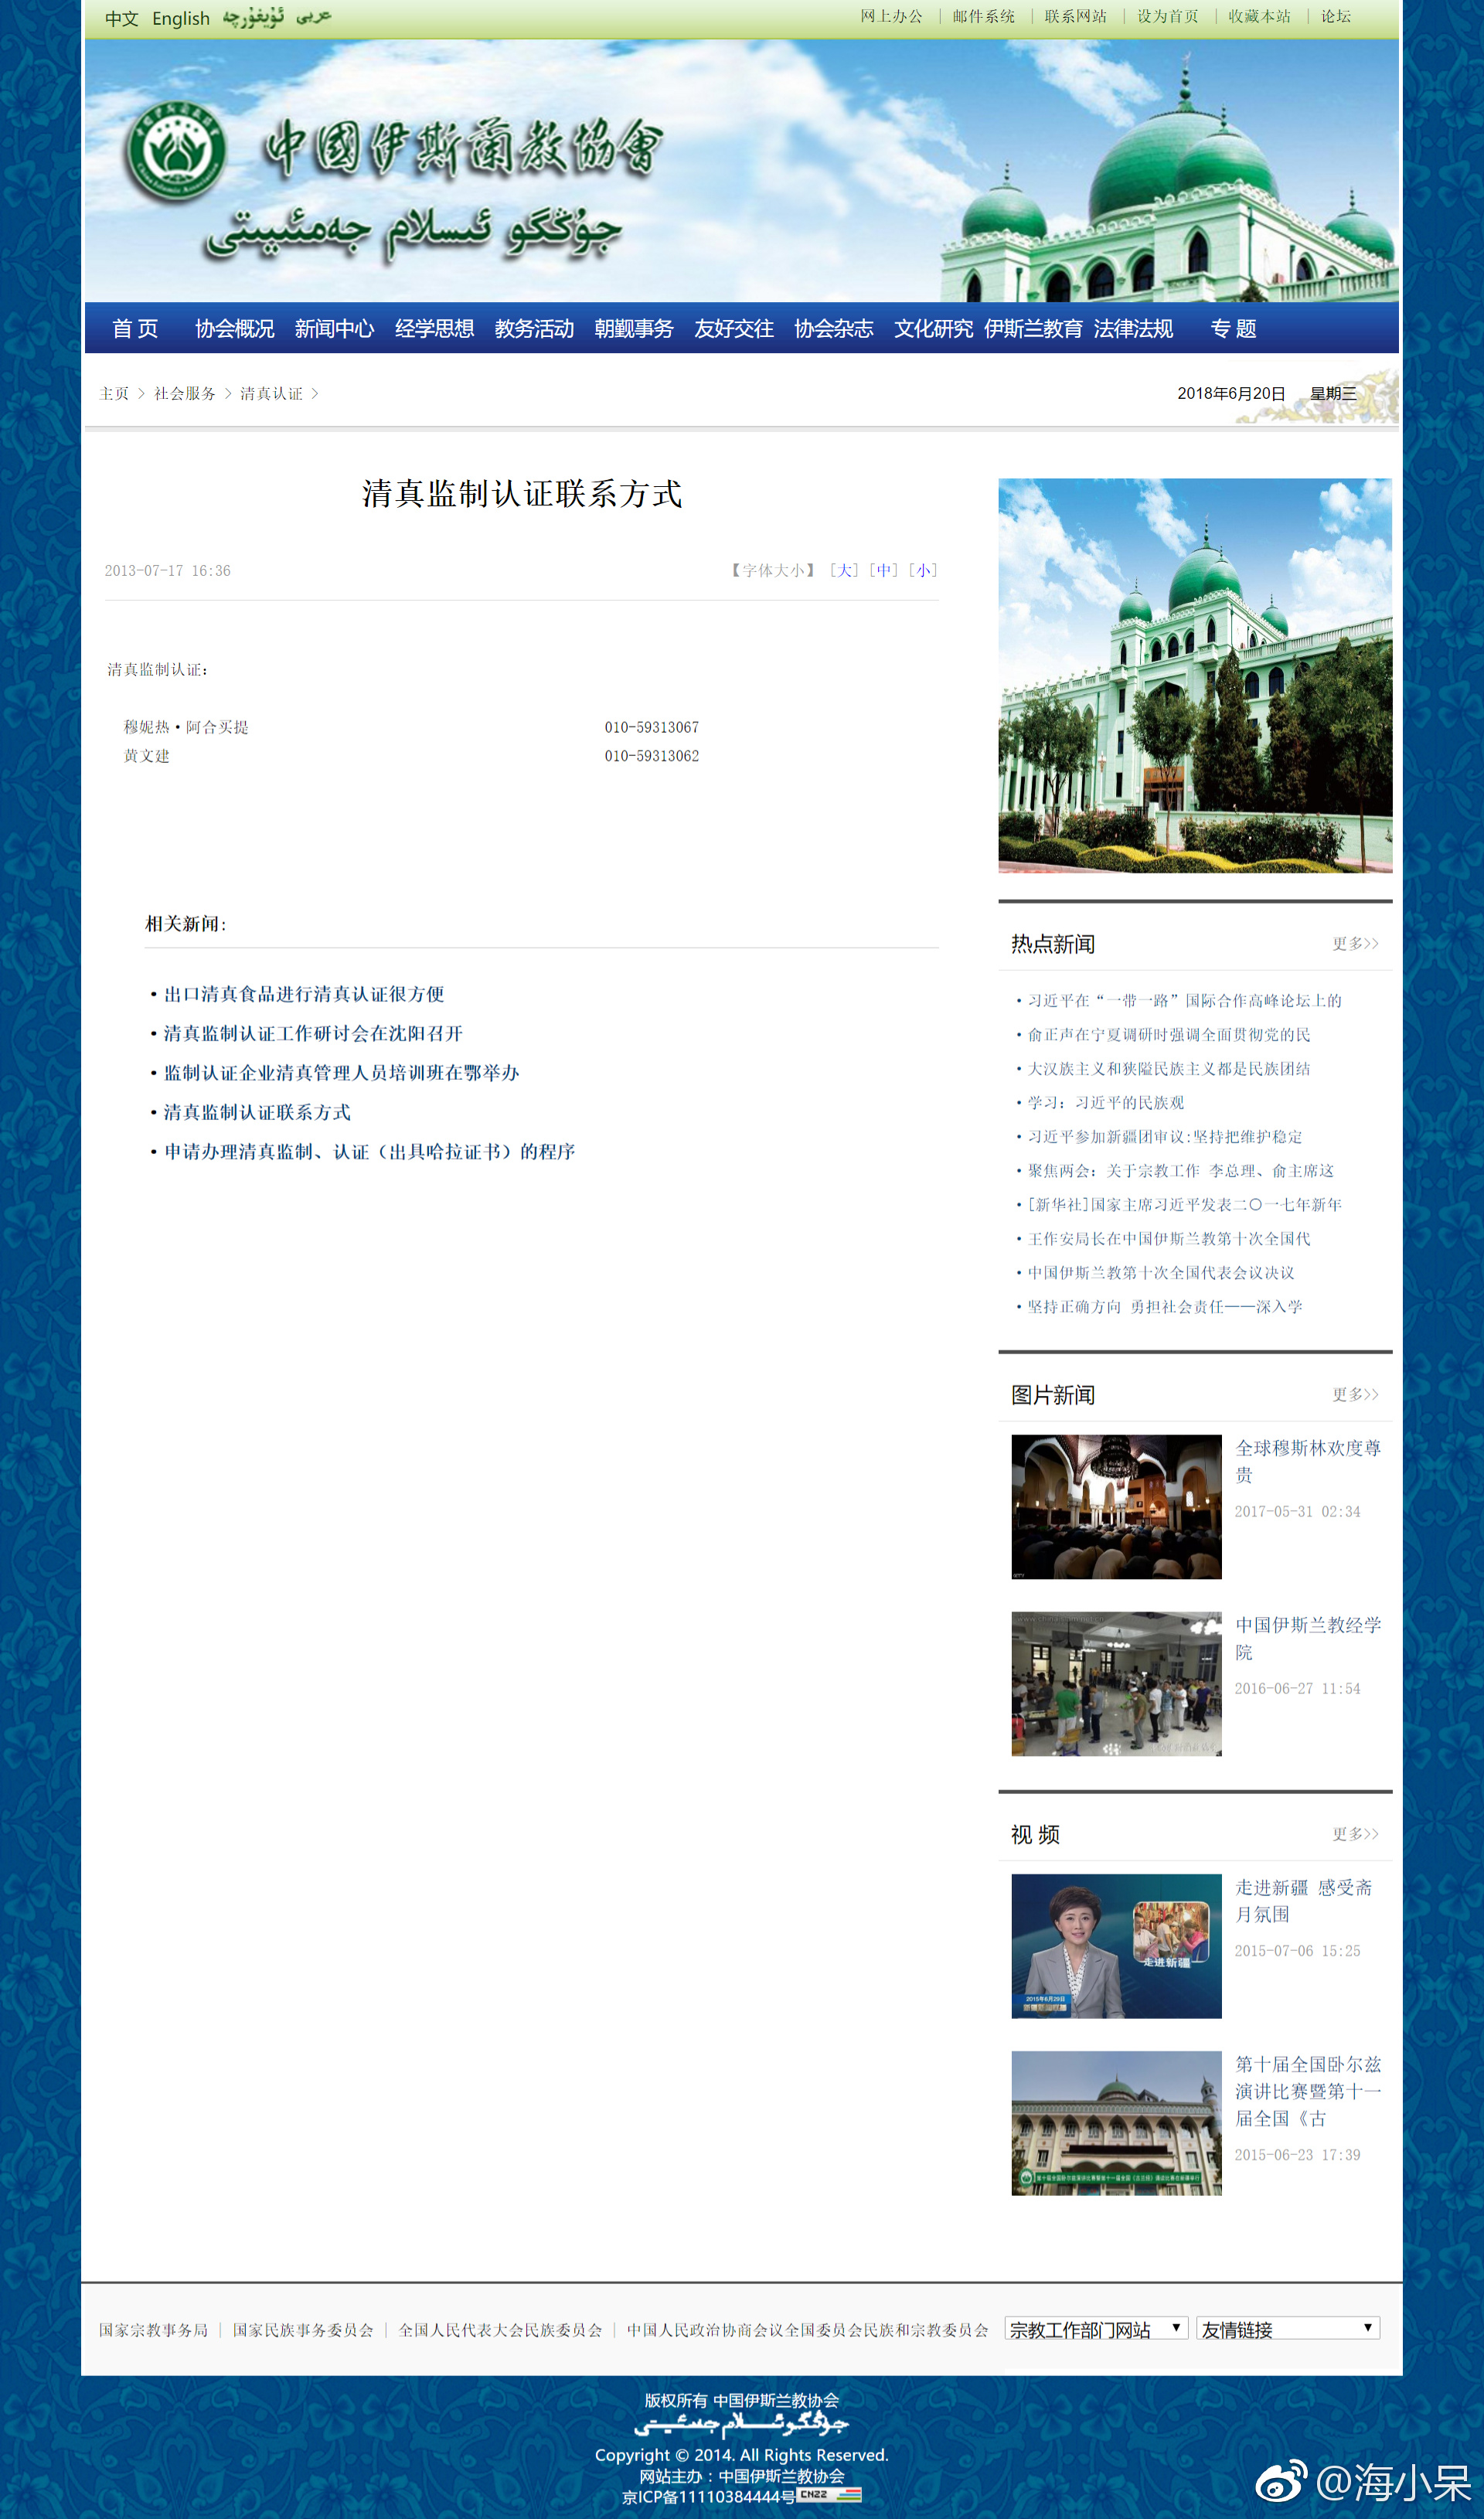 中文 English ئۇيغۇرچە عربي
网上办公 | 邮件系统 | 联系网站 | 设为首页 | 收藏本站 | 论坛
中國伊斯蘭教協會
China Islamic Association
جۇڭگو ئىسلام جەمئىيىتى
首 页 协会概况 新闻中心 经学思想 教务活动 朝觐事务 友好交往 协会杂志 文化研究 伊斯兰教育 法律法规 专 题
主页 > 社会服务 > 清真认证 >
2018年6月20日 星期三
清真监制认证联系方式
2013-07-17 16:36
【字体大小】 [大] [中] [小]
清真监制认证:
穆妮热·阿合买提 010-59313067
黄文建 010-59313062
相关新闻:
· 出口清真食品进行清真认证很方便
· 清真监制认证工作研讨会在沈阳召开
· 监制认证企业清真管理人员培训班在鄂举办
· 清真监制认证联系方式
· 申请办理清真监制、认证（出具哈拉证书）的程序
热点新闻 更多>>
· 习近平在“一带一路”国际合作高峰论坛上的
· 俞正声在宁夏调研时强调全面贯彻党的民
· 大汉族主义和狭隘民族主义都是民族团结
· 学习：习近平的民族观
· 习近平参加新疆团审议:坚持把维护稳定
· 聚焦两会：关于宗教工作 李总理、俞主席这
· [新华社]国家主席习近平发表二〇一七年新年
· 王作安局长在中国伊斯兰教第十次全国代
· 中国伊斯兰教第十次全国代表会议决议
· 坚持正确方向 勇担社会责任——深入学
图片新闻 更多>>
全球穆斯林欢度尊
贵
2017-05-31 02:34
中国伊斯兰教经学
院
2016-06-27 11:54
视 频 更多>>
走进新疆
2015年6月29日
走进新疆 感受斋
月氛围
2015-07-06 15:25
第十届全国卧尔兹
演讲比赛暨第十一
届全国《古
2015-06-23 17:39
国家宗教事务局 | 国家民族事务委员会 | 全国人民代表大会民族委员会 | 中国人民政治协商会议全国委员会民族和宗教委员会 宗教工作部门网站 友情链接
版权所有 中国伊斯兰教协会
جۇڭگو ئىسلام جەمئىيىتى
Copyright © 2014. All Rights Reserved.
网站主办：中国伊斯兰教协会
京ICP备11110384444号 CNZZ
@海小呆